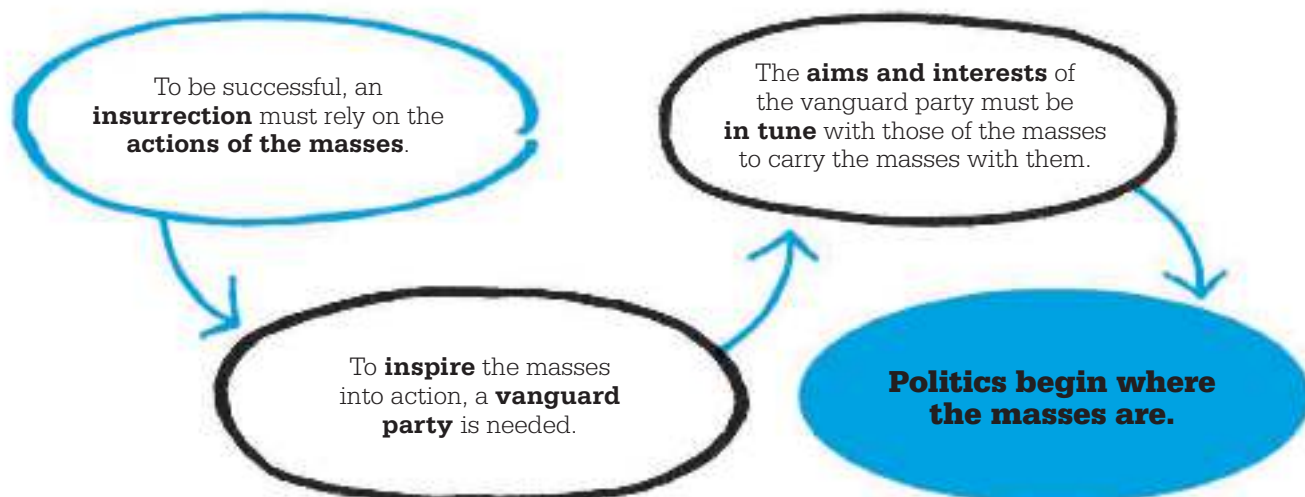 To be successful, an
insurrection must rely on the
actions of the masses.
To inspire the masses
into action, a vanguard
party is needed.
The aims and interests of
the vanguard party must be
in tune with those of the masses
to carry the masses with them.
Politics begin where
the masses are.